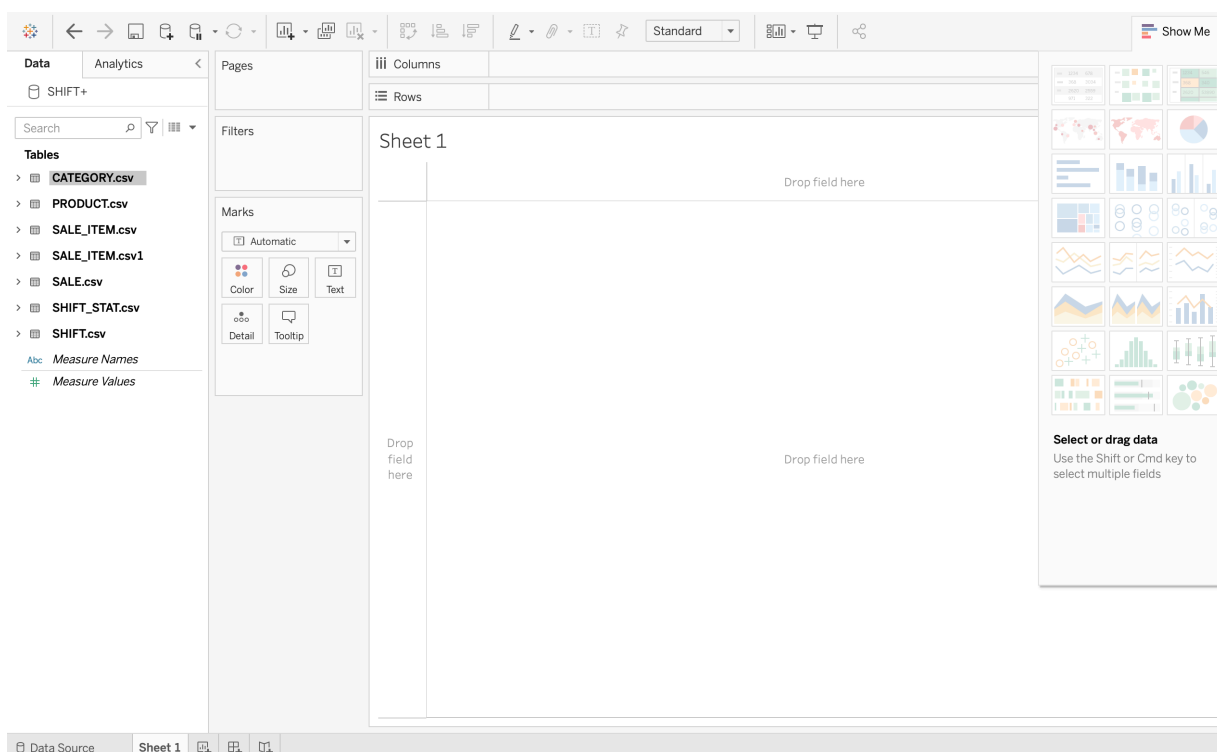 Standard
Show Me
Data
Analytics
Pages
Columns
SHIFT+
Rows
Search
Filters
Sheet 1
Tables
CATEGORY.csv
Drop field here
PRODUCT.csv
Marks
SALE_ITEM.csv
Automatic
SALE_ITEM.csv1
SALE.csv
Color
Size
Text
SHIFT_STAT.csv
SHIFT.csv
Detail
Tooltip
Abc Measure Names
# Measure Values
Select or drag data
Use the Shift or Cmd key to
select multiple fields
Drop
field
here
Drop field here
Data Source
Sheet 1